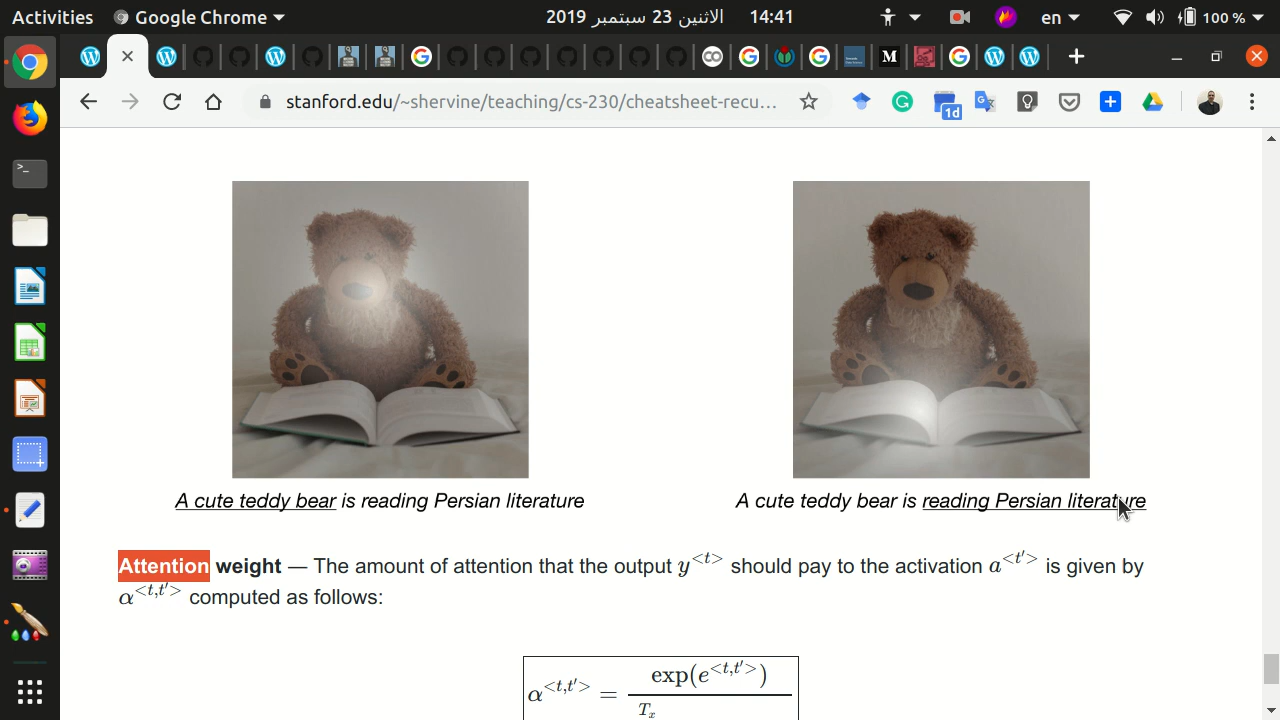 Activities Google Chrome 2019 الاثنين 23 سبتمبر 14:41 en 100 %
stanford.edu/~shervine/teaching/cs-230/cheatsheet-recu...
1d
A cute teddy bear is reading Persian literature
A cute teddy bear is reading Persian literature
Attention weight — The amount of attention that the output y^<t> should pay to the activation a^<t′> is given by
α^<t,t′> computed as follows:
α^<t,t′> = exp(e^<t,t′>)
T_x